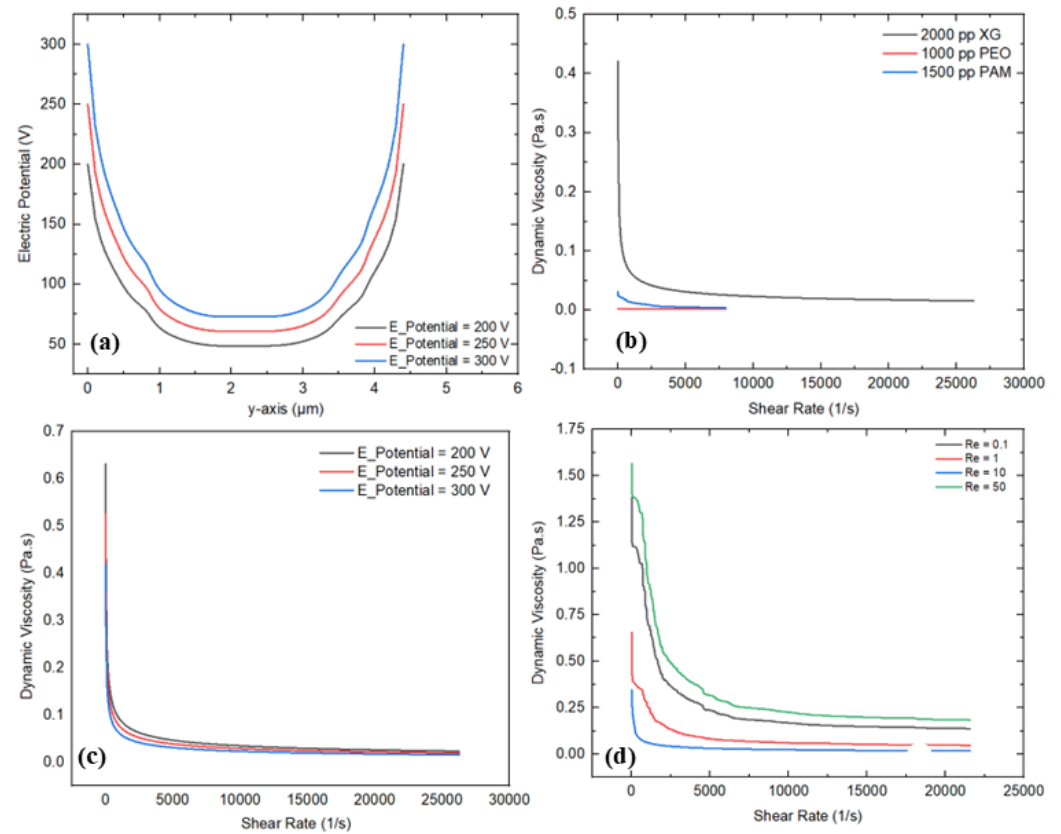 300
250
200
150
100
50
0
1
2
3
4
5
6
Electric Potential (V)
y-axis (µm)
E_Potential = 200 V
E_Potential = 250 V
E_Potential = 300 V
(a)
0.5
0.4
0.3
0.2
0.1
0.0
-0.1
0
5000
10000
15000
20000
25000
30000
Dynamic Viscosity (Pa.s)
Shear Rate (1/s)
2000 pp XG
1000 pp PEO
1500 pp PAM
(b)
0.7
0.6
0.5
0.4
0.3
0.2
0.1
0.0
0
5000
10000
15000
20000
25000
30000
Dynamic Viscosity (Pa.s)
Shear Rate (1/s)
E_Potential = 200 V
E_Potential = 250 V
E_Potential = 300 V
(c)
1.75
1.50
1.25
1.00
0.75
0.50
0.25
0.00
0
5000
10000
15000
20000
25000
Dynamic Viscosity (Pa.s)
Shear Rate (1/s)
Re = 0.1
Re = 1
Re = 10
Re = 50
(d)